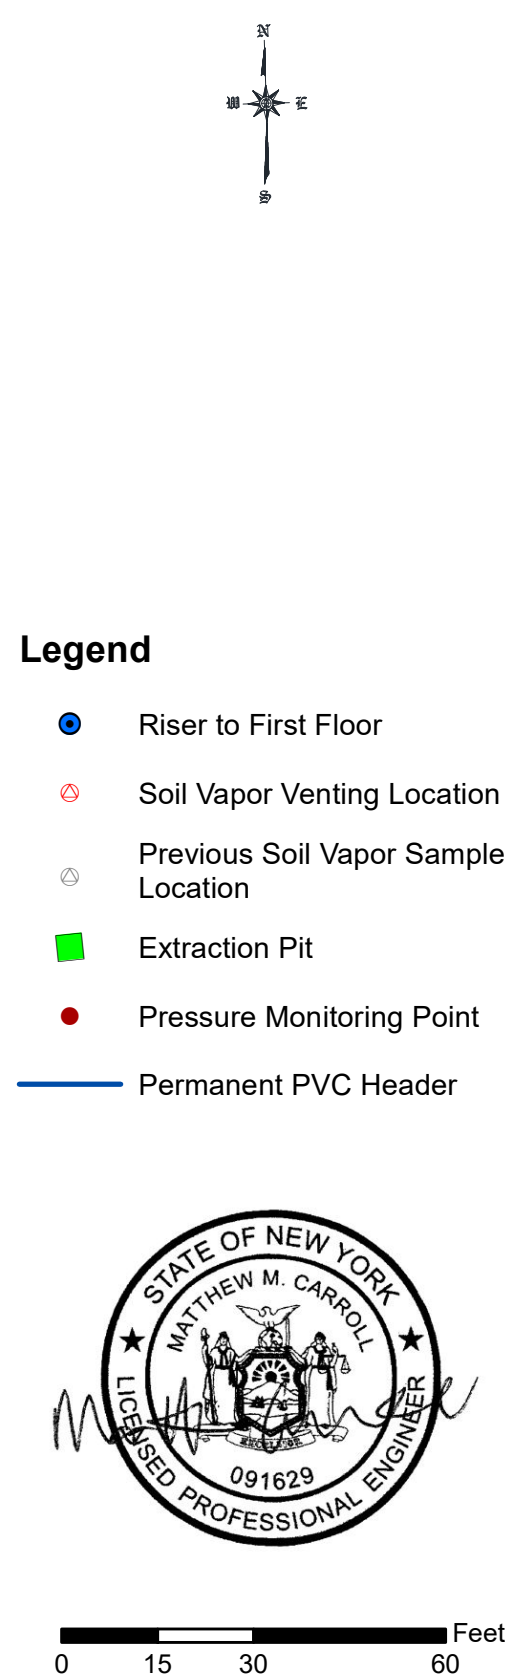 N
W E
S
Legend
Riser to First Floor
Soil Vapor Venting Location
Previous Soil Vapor Sample
Location
Extraction Pit
Pressure Monitoring Point
Permanent PVC Header
STATE OF NEW YORK
MATTHEW M. CARROLL
EXCELSIOR
091629
LICENSED PROFESSIONAL ENGINEER
Feet
0 15 30 60